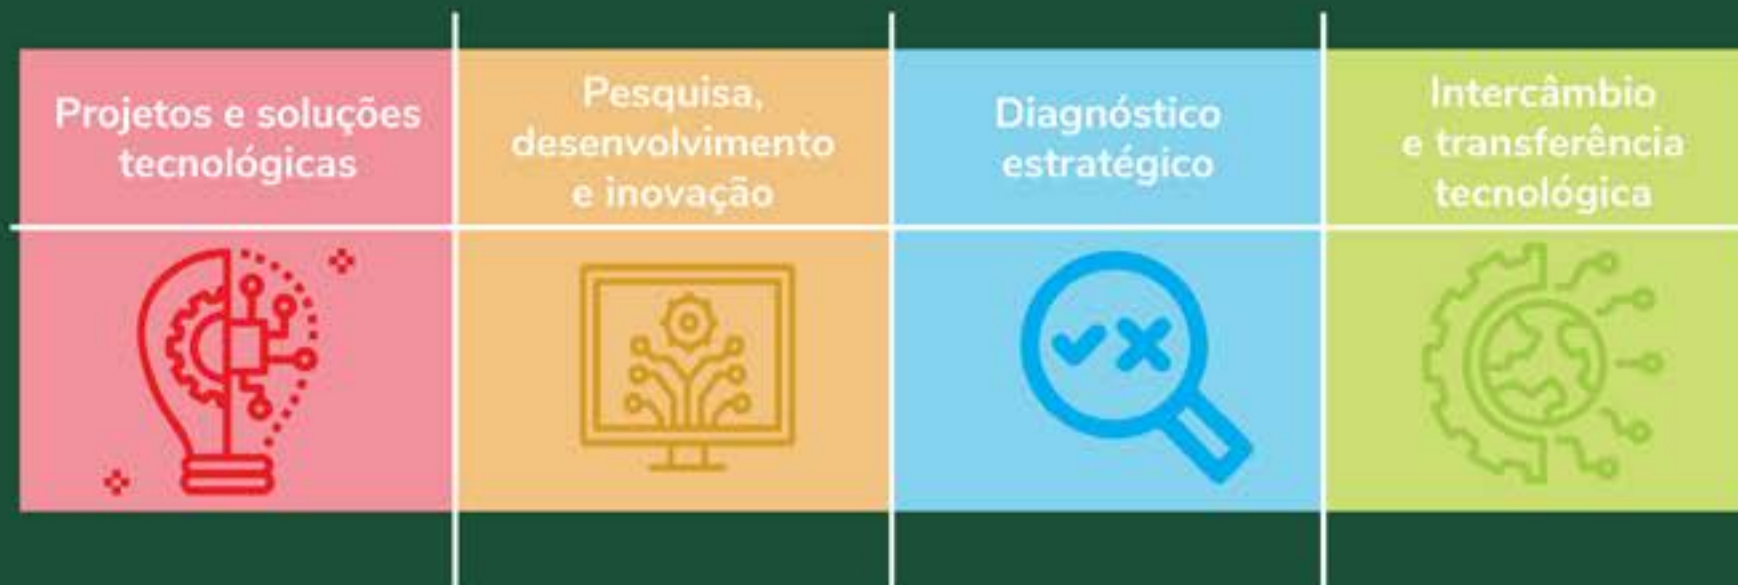 Projetos e soluções
tecnológicas
Pesquisa,
desenvolvimento
e inovação
Diagnóstico
estratégico
Intercâmbio
e transferência
tecnológica